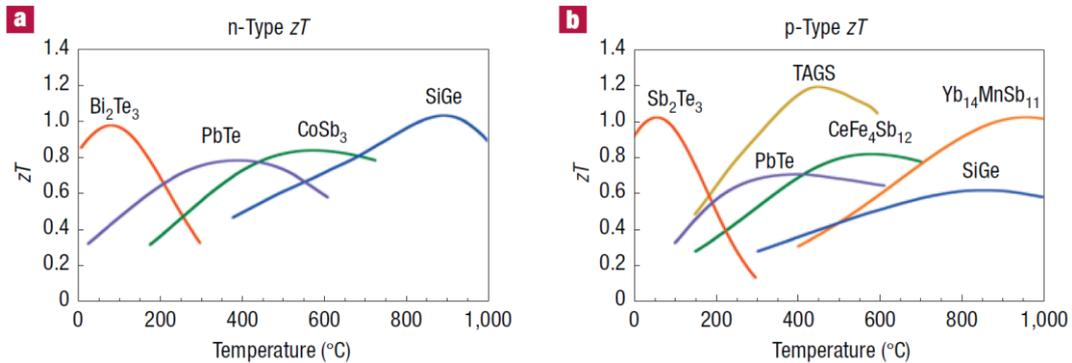 a
n-Type zT
1.4
1.2
1.0
0.8
0.6
0.4
0.2
0
zT
Bi₂Te₃
PbTe
CoSb₃
SiGe
0 200 400 600 800 1,000
Temperature (°C)
b
p-Type zT
1.4
1.2
1.0
0.8
0.6
0.4
0.2
0
zT
Sb₂Te₃
TAGS
PbTe
CeFe₄Sb₁₂
Yb₁₄MnSb₁₁
SiGe
0 200 400 600 800 1,000
Temperature (°C)